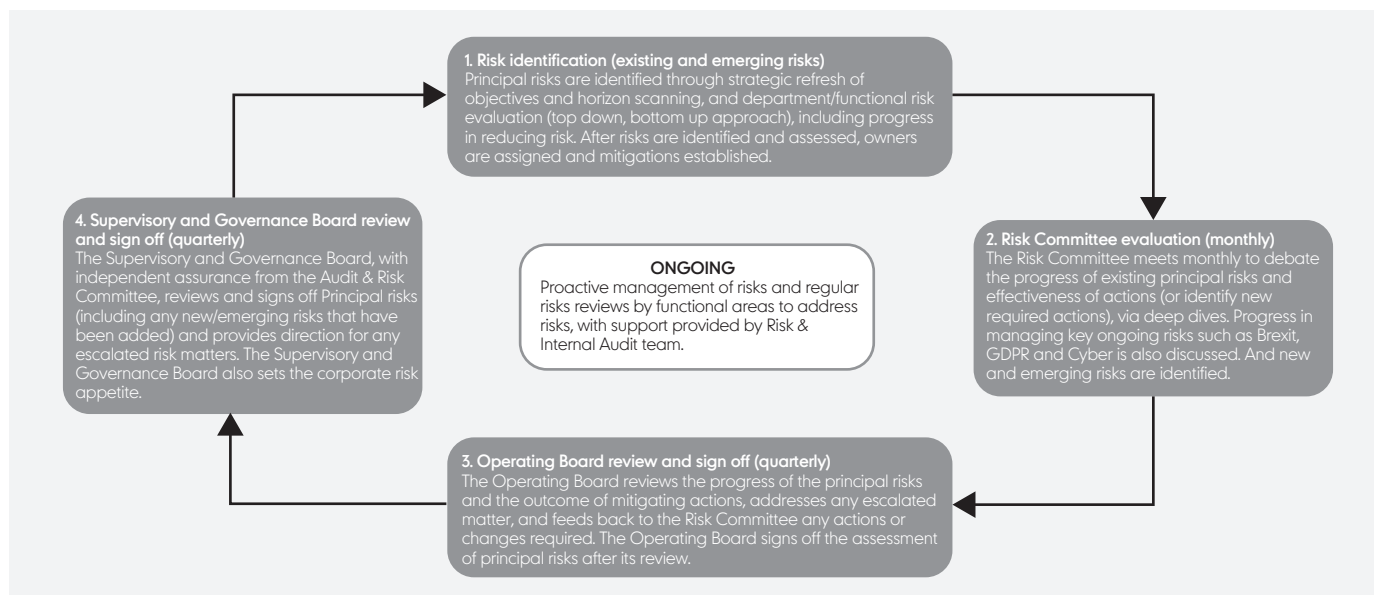 1. Risk identification (existing and emerging risks)
Principal risks are identified through strategic refresh of
objectives and horizon scanning, and department/functional risk
evaluation (top down, bottom up approach), including progress
in reducing risk. After risks are identified and assessed, owners
are assigned and mitigations established.
2. Risk Committee evaluation (monthly)
The Risk Committee meets monthly to debate
the progress of existing principal risks and
effectiveness of actions (or identify new
required actions), via deep dives. Progress in
managing key ongoing risks such as Brexit,
GDPR and Cyber is also discussed. And new
and emerging risks are identified.
3. Operating Board review and sign off (quarterly)
The Operating Board reviews the progress of the principal risks
and the outcome of mitigating actions, addresses any escalated
matter, and feeds back to the Risk Committee any actions or
changes required. The Operating Board signs off the assessment
of principal risks after its review.
4. Supervisory and Governance Board review
and sign off (quarterly)
The Supervisory and Governance Board, with
independent assurance from the Audit & Risk
Committee, reviews and signs off Principal risks
(including any new/emerging risks that have
been added) and provides direction for any
escalated risk matters. The Supervisory and
Governance Board also sets the corporate risk
appetite.
ONGOING
Proactive management of risks and regular
risks reviews by functional areas to address
risks, with support provided by Risk &
Internal Audit team.